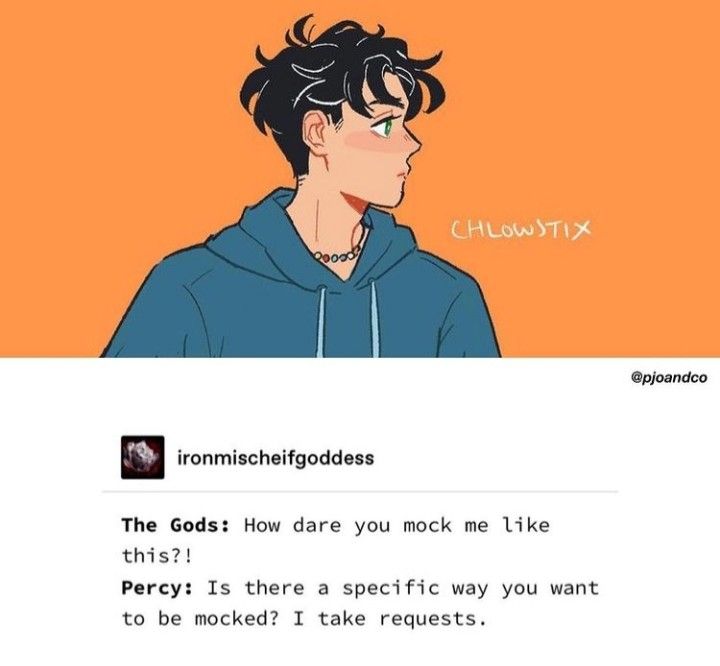 CHLOWSTIX
@pjoandco
ironmischeifgoddess
The Gods: How dare you mock me like
this?!
Percy: Is there a specific way you want
to be mocked? I take requests.